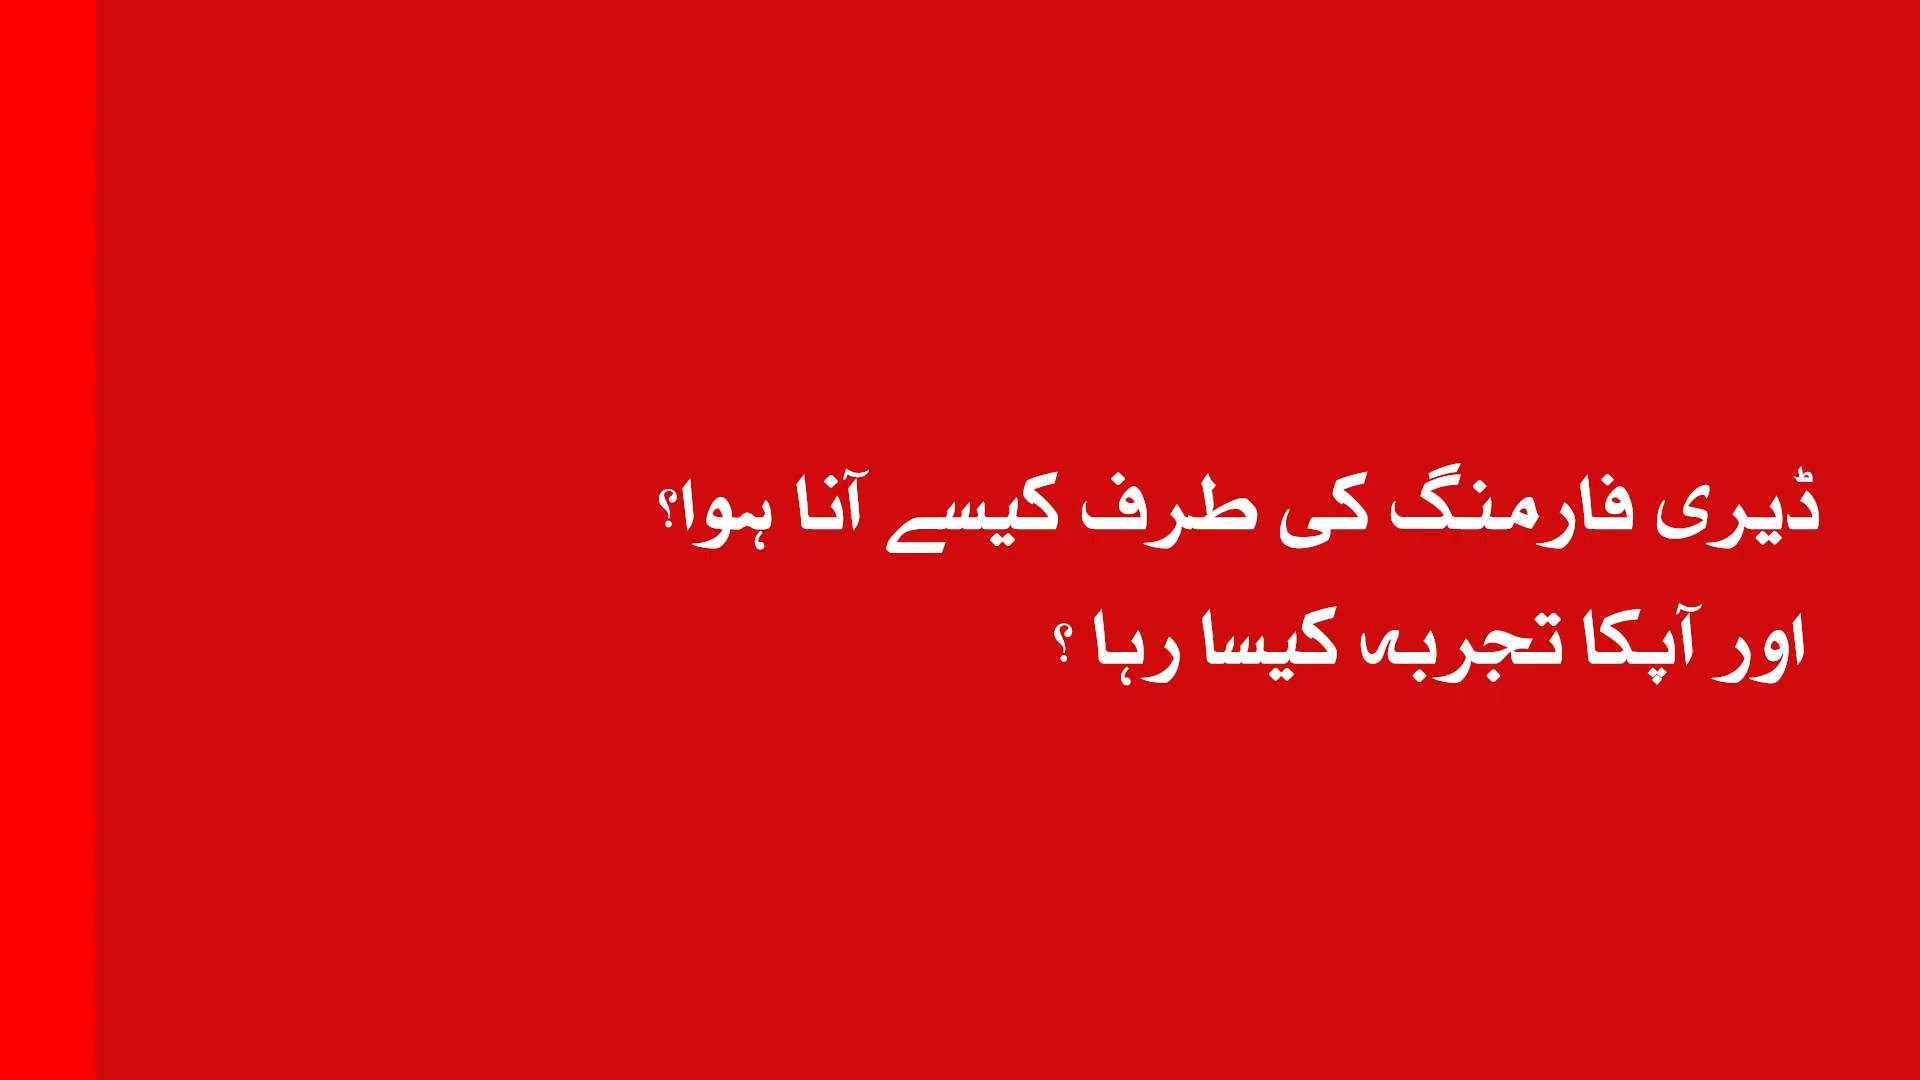 ڈیری فارمنگ کی طرف کیسے آنا ہوا؟
اور آپکا تجربہ کیسا رہا ؟